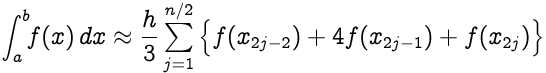 ∫_a^b f(x) dx ≈ h/3 ∑_{j=1}^{n/2} { f(x_{2j−2}) + 4f(x_{2j−1}) + f(x_{2j}) }